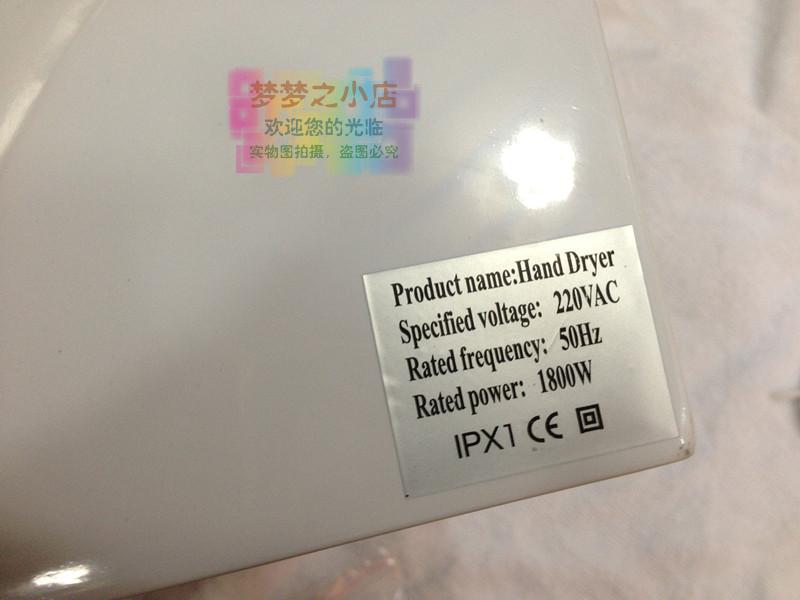 梦梦之小店
欢迎您的光临
实物图拍摄，盗图必究
Product name:Hand Dryer
Specified voltage: 220VAC
Rated frequency: 50Hz
Rated power: 1800W
IPX1 CE